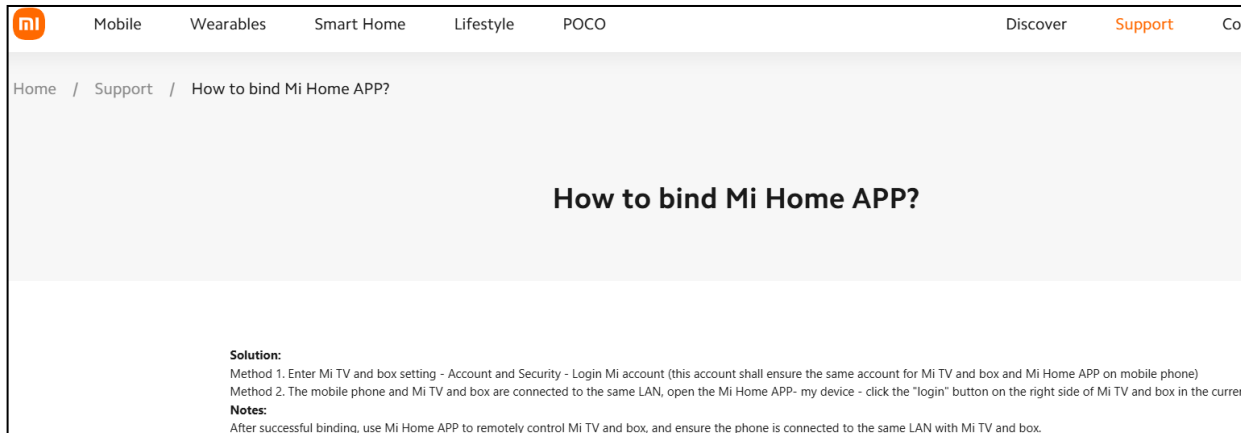 mi Mobile Wearables Smart Home Lifestyle POCO Discover Support Co
Home / Support / How to bind Mi Home APP?
How to bind Mi Home APP?
Solution:
Method 1. Enter Mi TV and box setting - Account and Security - Login Mi account (this account shall ensure the same account for Mi TV and box and Mi Home APP on mobile phone)
Method 2. The mobile phone and Mi TV and box are connected to the same LAN, open the Mi Home APP- my device - click the "login" button on the right side of Mi TV and box in the curren
Notes:
After successful binding, use Mi Home APP to remotely control Mi TV and box, and ensure the phone is connected to the same LAN with Mi TV and box.